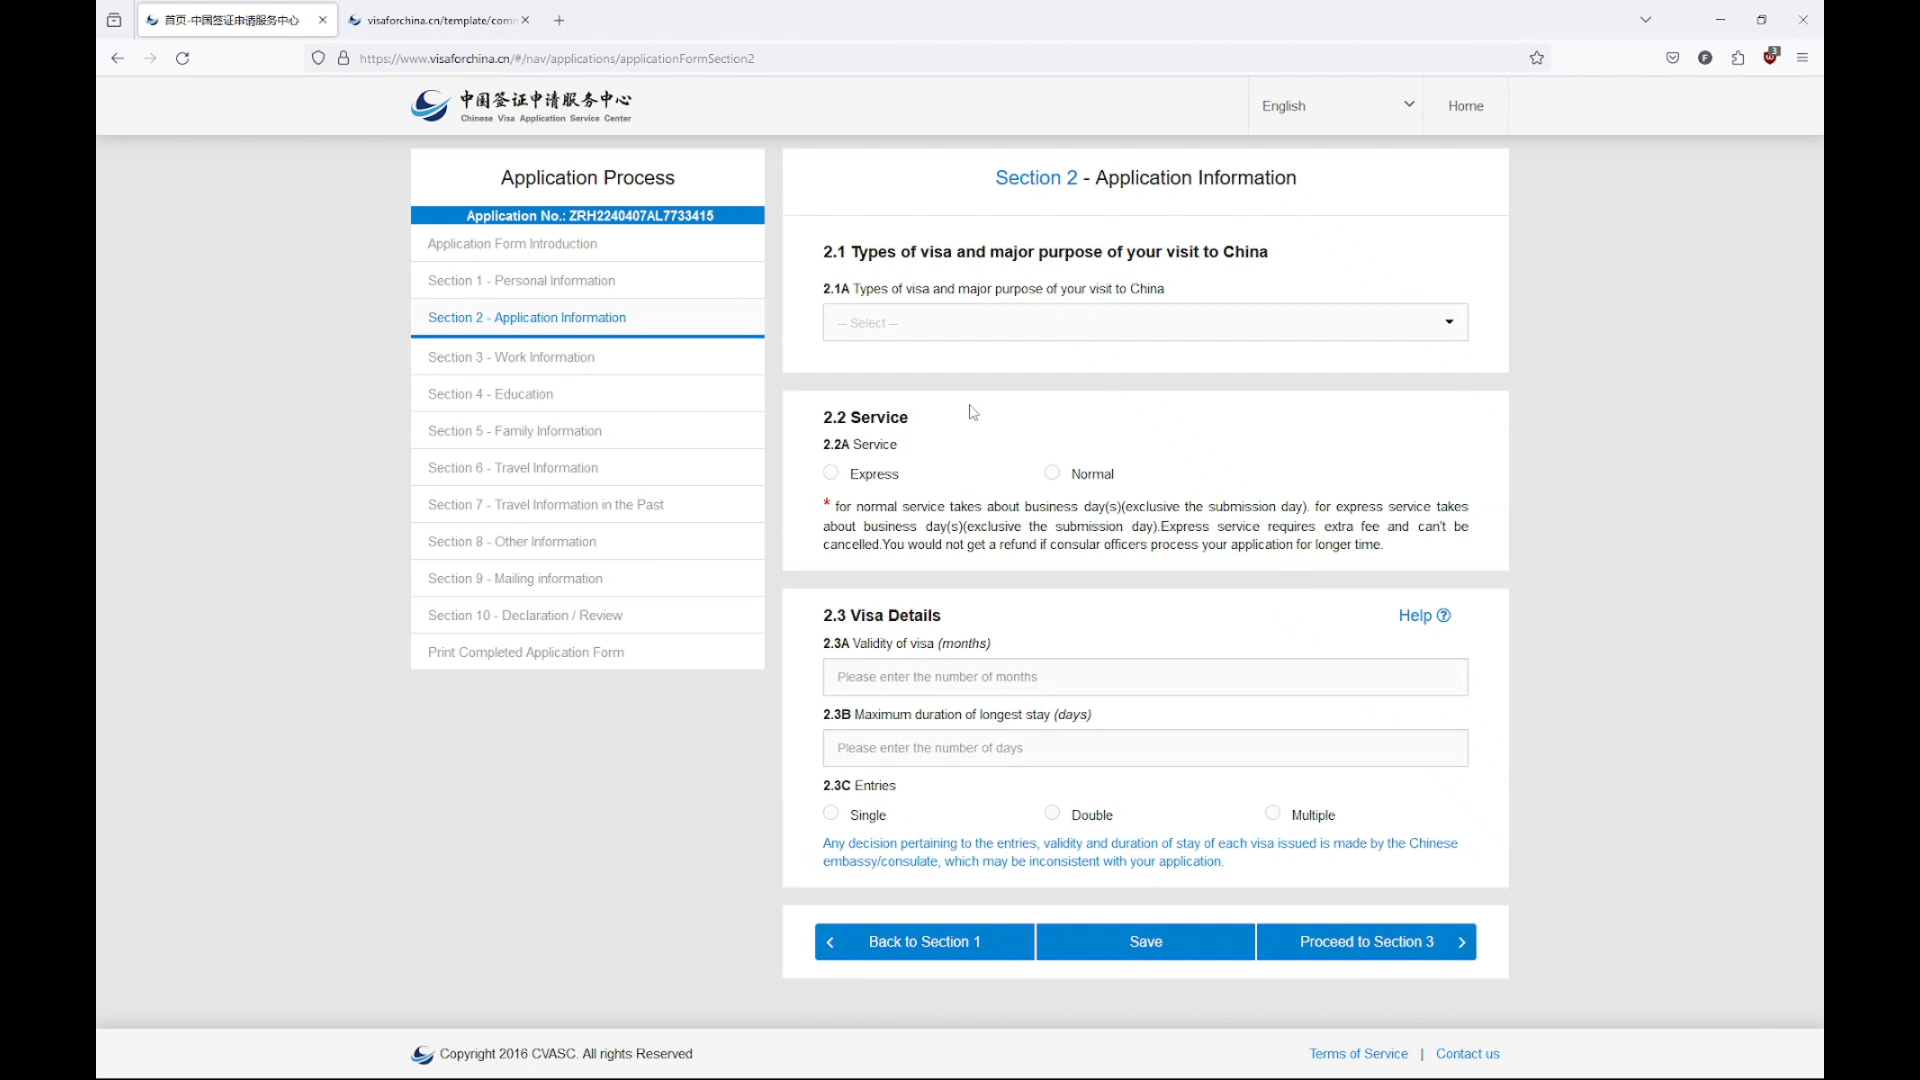 首页-中国签证申请服务中心
visaforchina.cn/template/comm
https://www.visaforchina.cn/#/nav/applications/applicationFormSection2
F
3
中国签证申请服务中心
Chinese Visa Application Service Center
English
Home
Application Process
Application No.: ZRH2240407AL7733415
Application Form Introduction
Section 1 - Personal Information
Section 2 - Application Information
Section 3 - Work Information
Section 4 - Education
Section 5 - Family Information
Section 6 - Travel Information
Section 7 - Travel Information in the Past
Section 8 - Other Information
Section 9 - Mailing information
Section 10 - Declaration / Review
Print Completed Application Form
Section 2 - Application Information
2.1 Types of visa and major purpose of your visit to China
2.1A Types of visa and major purpose of your visit to China
-- Select --
2.2 Service
2.2A Service
Express
Normal
* for normal service takes about business day(s)(exclusive the submission day). for express service takes
about business day(s)(exclusive the submission day).Express service requires extra fee and can't be
cancelled.You would not get a refund if consular officers process your application for longer time.
2.3 Visa Details
Help ?
2.3A Validity of visa (months)
Please enter the number of months
2.3B Maximum duration of longest stay (days)
Please enter the number of days
2.3C Entries
Single
Double
Multiple
Any decision pertaining to the entries, validity and duration of stay of each visa issued is made by the Chinese
embassy/consulate, which may be inconsistent with your application.
Back to Section 1
Save
Proceed to Section 3
Copyright 2016 CVASC. All rights Reserved
Terms of Service | Contact us